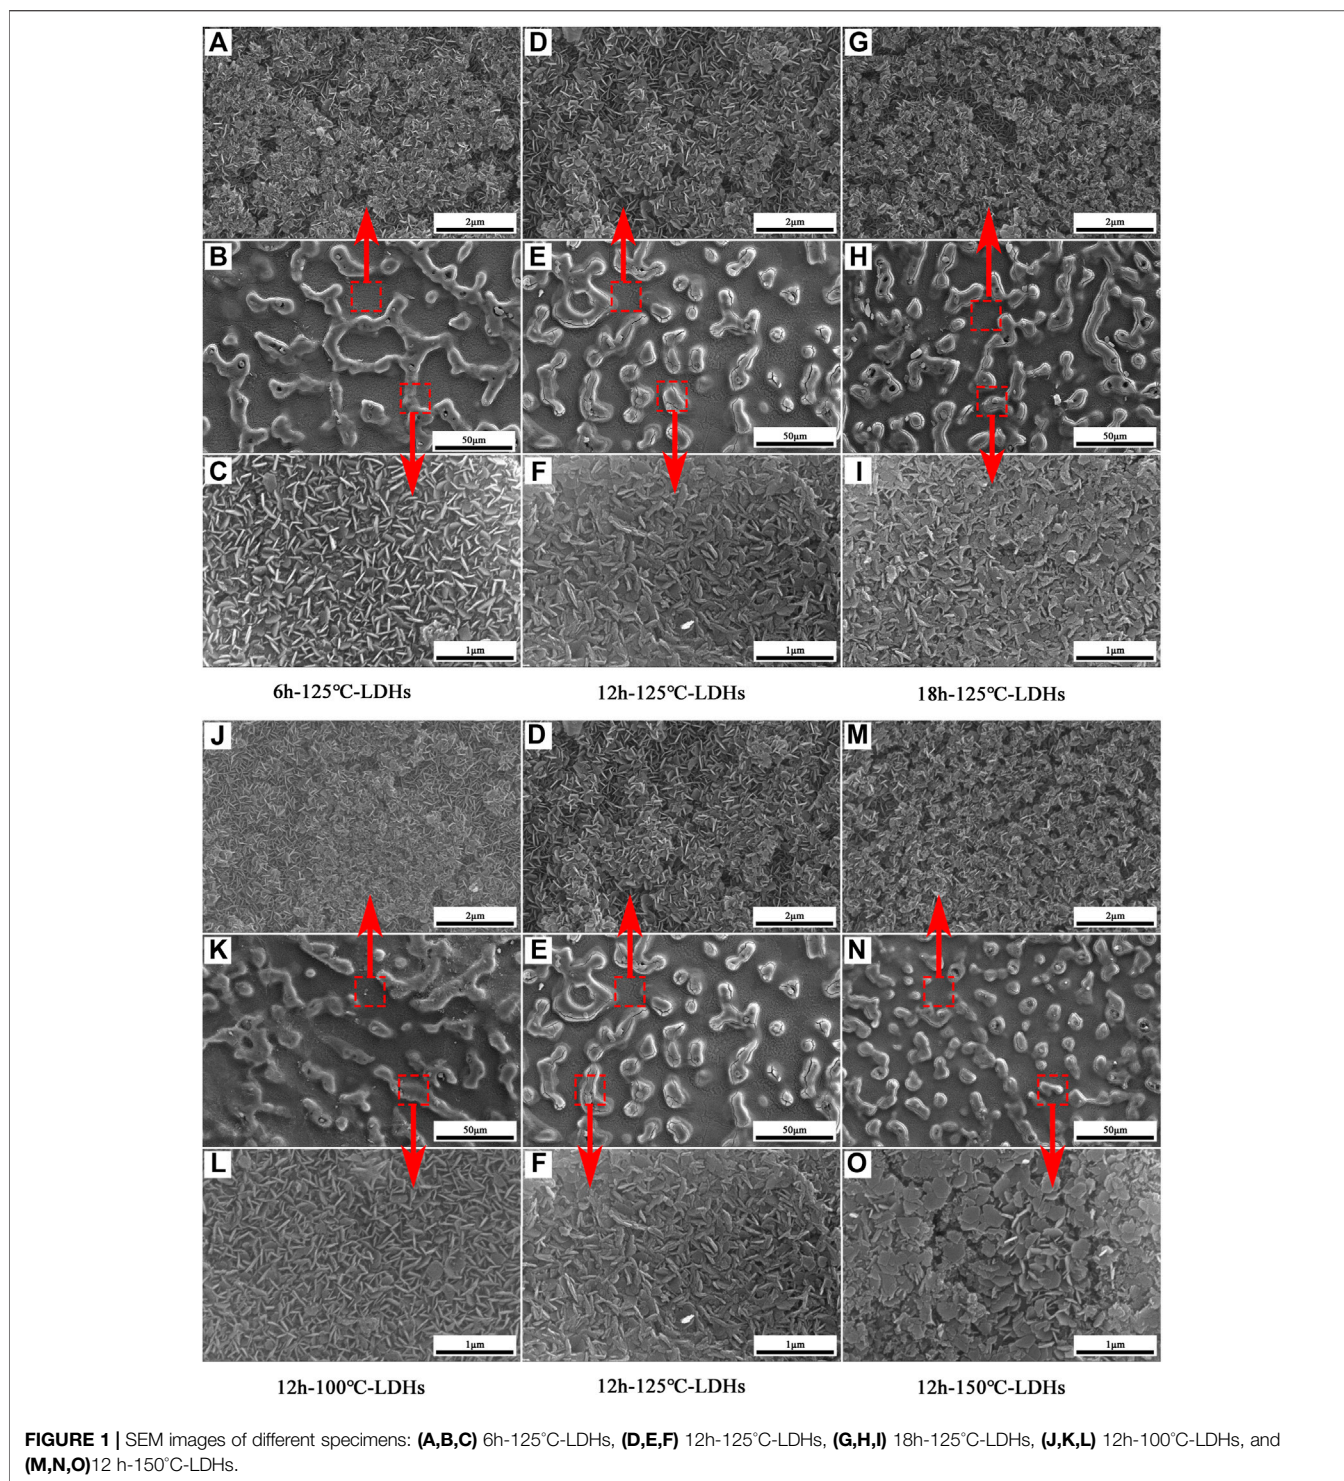 A D G
2μm 2μm 2μm
B E H
50μm 50μm 50μm
C F I
1μm 1μm 1μm
6h-125℃-LDHs 12h-125℃-LDHs 18h-125℃-LDHs
J D M
2μm 2μm 2μm
K E N
50μm 50μm 50μm
L F O
1μm 1μm 1μm
12h-100℃-LDHs 12h-125℃-LDHs 12h-150℃-LDHs
FIGURE 1 | SEM images of different specimens: (A,B,C) 6h-125°C-LDHs, (D,E,F) 12h-125°C-LDHs, (G,H,I) 18h-125°C-LDHs, (J,K,L) 12h-100°C-LDHs, and
(M,N,O)12 h-150°C-LDHs.